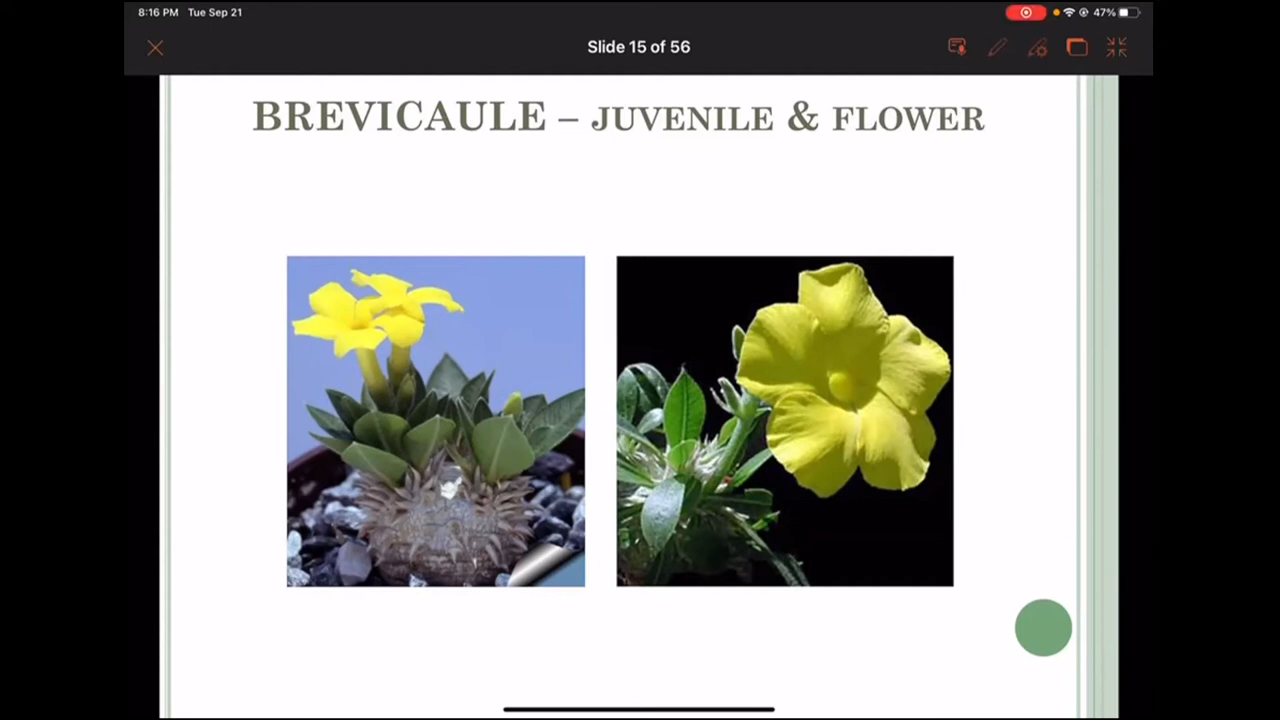 8:16 PM Tue Sep 21
47%
Slide 15 of 56
BREVICAULE – JUVENILE & FLOWER